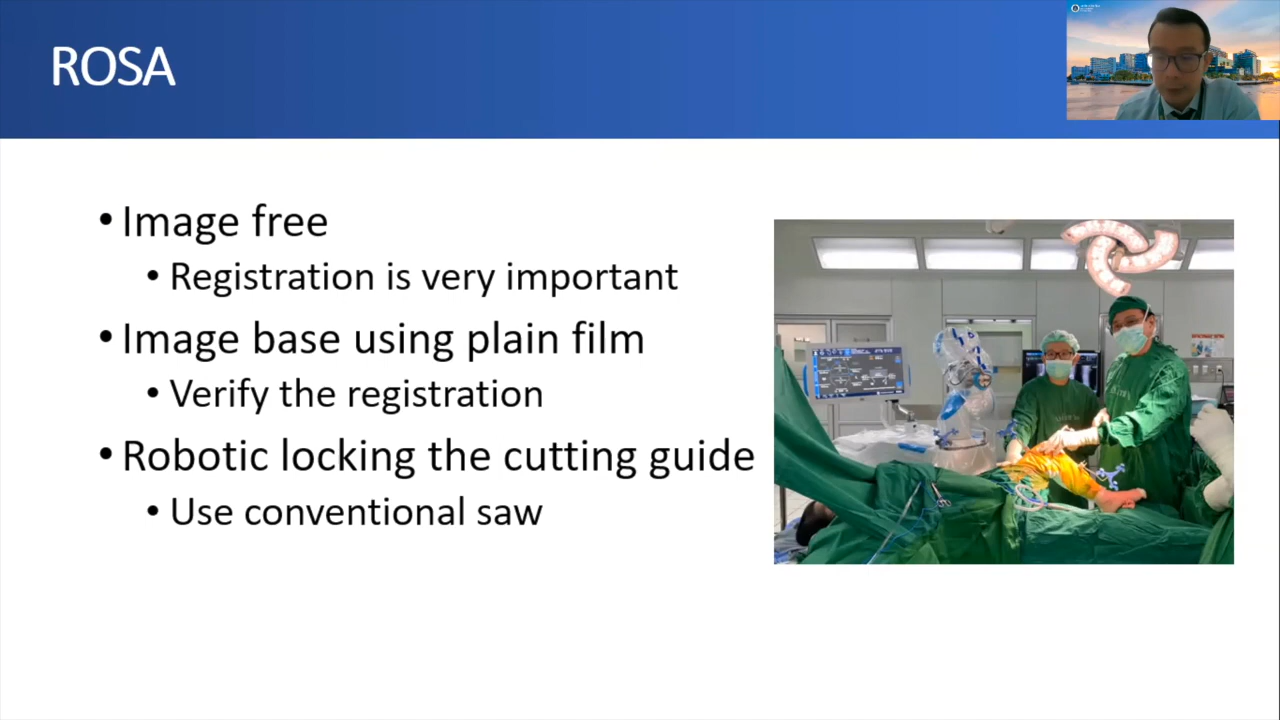 ROSA
• Image free
• Registration is very important
• Image base using plain film
• Verify the registration
• Robotic locking the cutting guide
• Use conventional saw